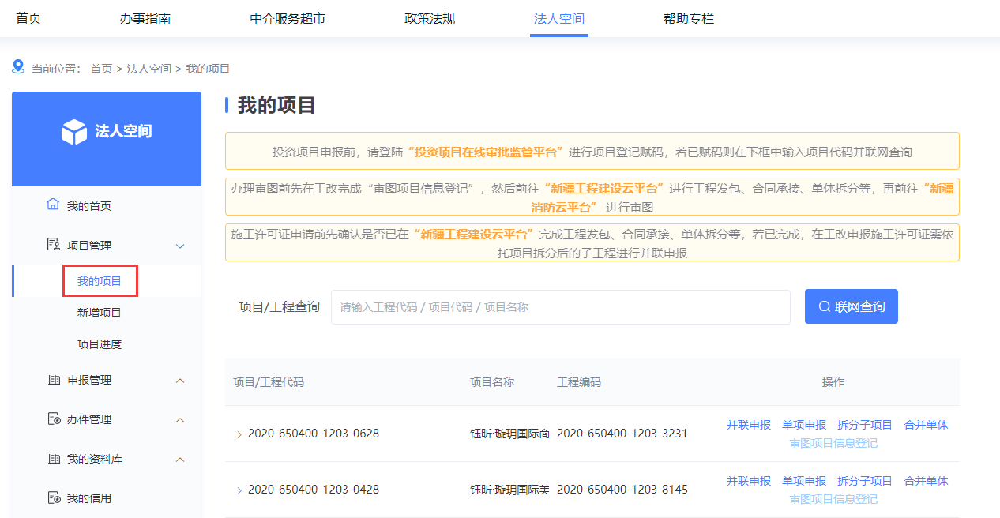 首页 办事指南 中介服务超市 政策法规 法人空间 帮助专栏
当前位置： 首页 > 法人空间 > 我的项目
法人空间
我的首页
项目管理
我的项目
新增项目
项目进度
申报管理
办件管理
我的资料库
我的信用
我的项目
投资项目申报前，请登陆“投资项目在线审批监管平台”进行项目登记赋码，若已赋码则在下框中输入项目代码并联网查询
办理审图前先在工改完成“审图项目信息登记”，然后前往“新疆工程建设云平台”进行工程发包、合同承接、单体拆分等，再前往“新疆
消防云平台” 进行审图
施工许可证申请前先确认是否已在“新疆工程建设云平台”完成工程发包、合同承接、单体拆分等，若已完成，在工改申报施工许可证需依
托项目拆分后的子工程进行并联申报
项目/工程查询 请输入工程代码 / 项目代码 / 项目名称 联网查询
项目/工程代码 项目名称 工程编码 操作
2020-650400-1203-0628 钰昕·璇玥国际商 2020-650400-1203-3231 并联申报 单项申报 拆分子项目 合并单体
审图项目信息登记
2020-650400-1203-0428 钰昕·璇玥国际美 2020-650400-1203-8145 并联申报 单项申报 拆分子项目 合并单体
审图项目信息登记